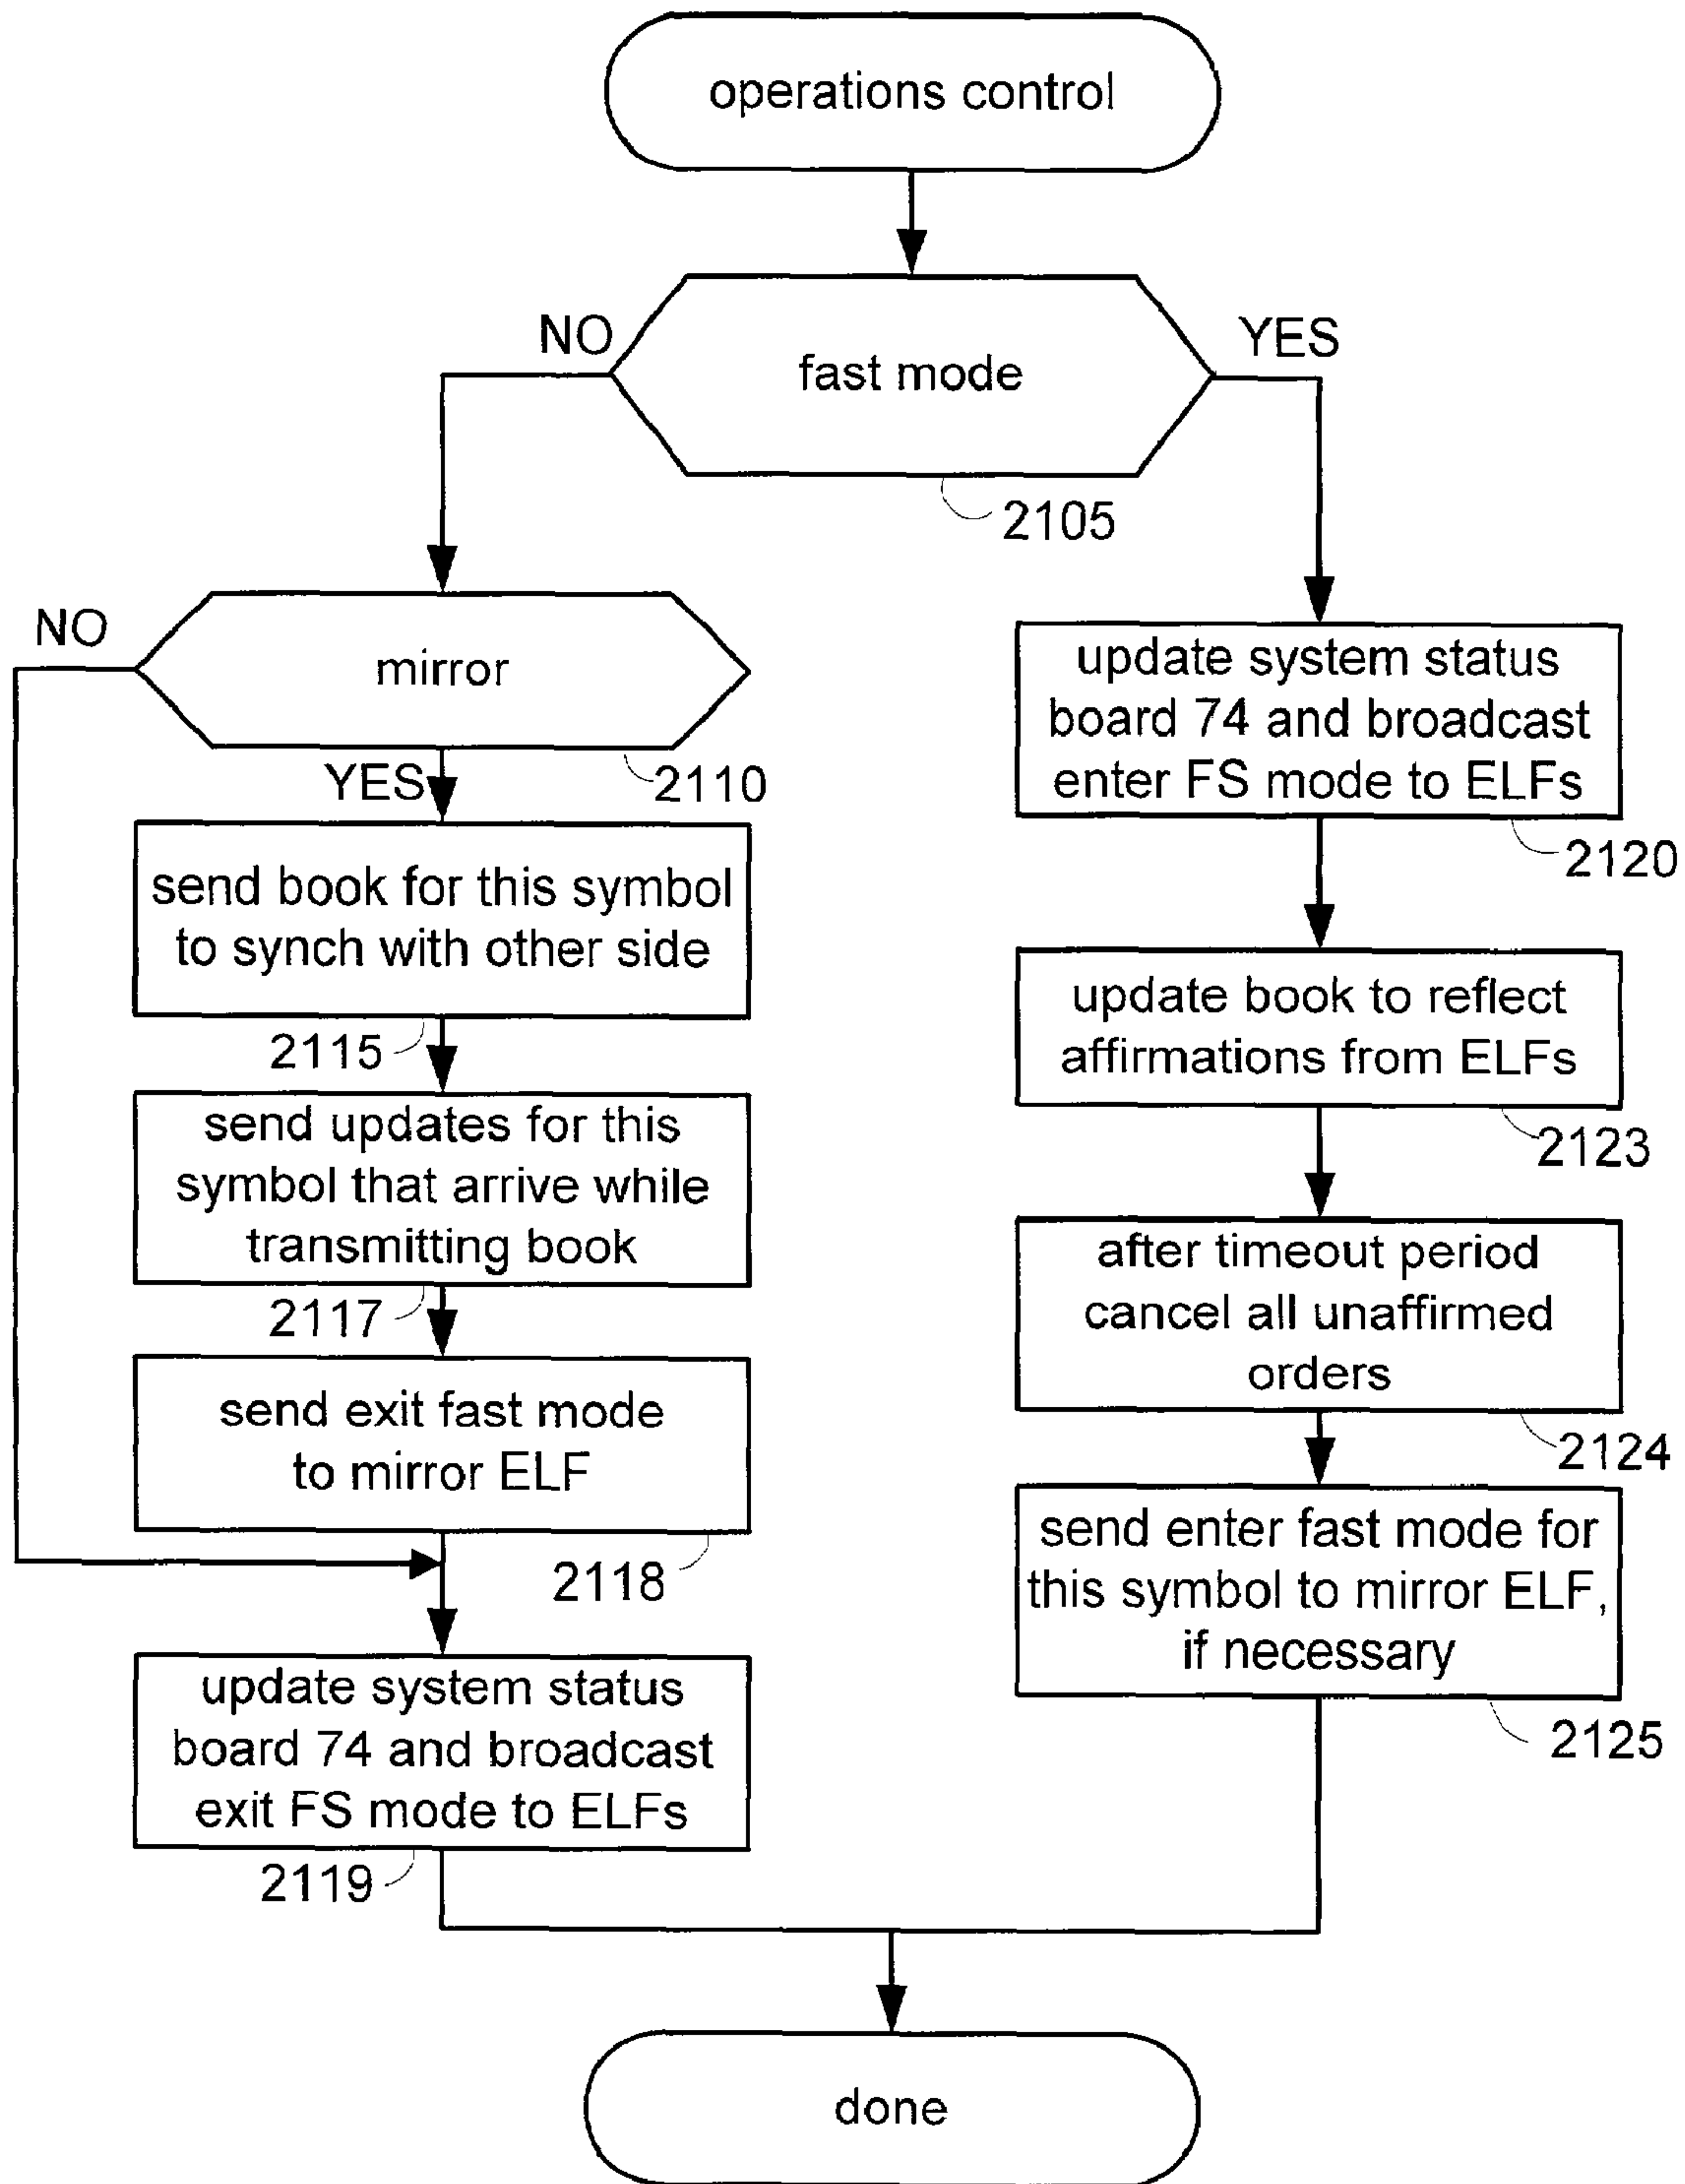 operations control
NO
YES
fast mode
2105
NO
mirror
YES
2110
send book for this symbol
to synch with other side
2115
send updates for this
symbol that arrive while
transmitting book
2117
send exit fast mode
to mirror ELF
2118
update system status
board 74 and broadcast
exit FS mode to ELFs
2119
update system status
board 74 and broadcast
enter FS mode to ELFs
2120
update book to reflect
affirmations from ELFs
2123
after timeout period
cancel all unaffirmed
orders
2124
send enter fast mode for
this symbol to mirror ELF,
if necessary
2125
done